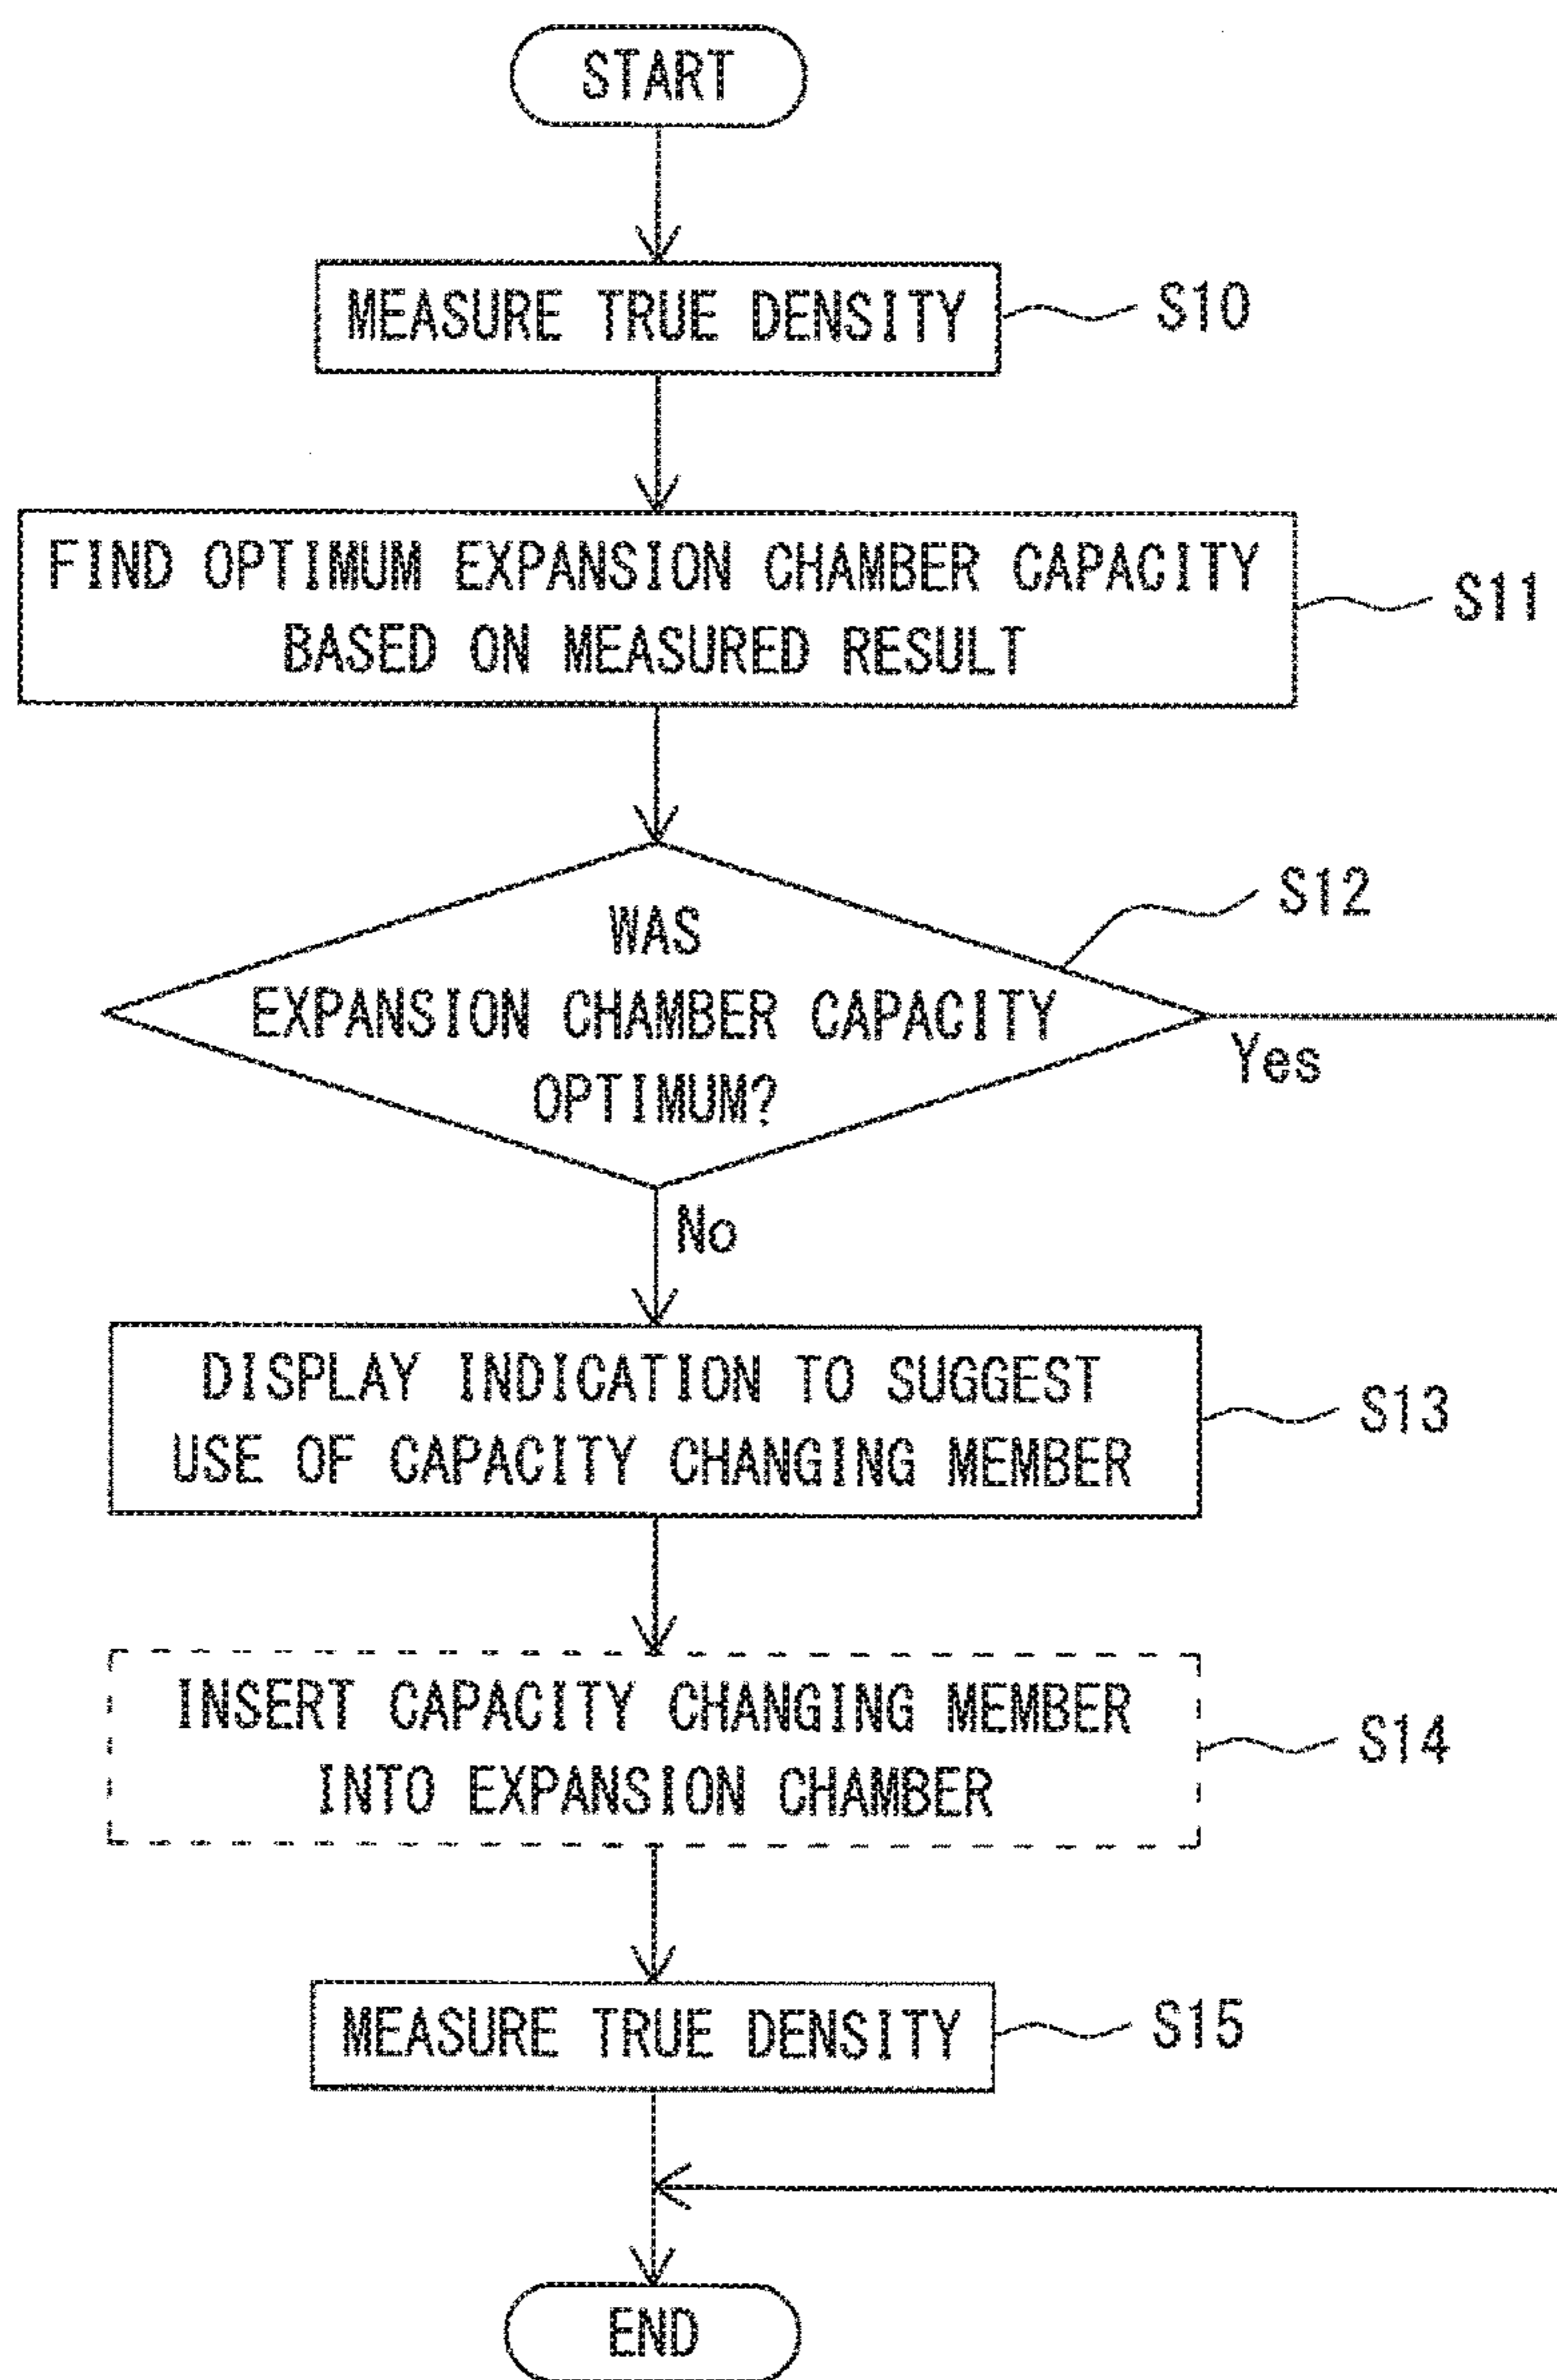 START
MEASURE TRUE DENSITY
S10
FIND OPTIMUM EXPANSION CHAMBER CAPACITY
BASED ON MEASURED RESULT
S11
WAS
EXPANSION CHAMBER CAPACITY
OPTIMUM?
S12
Yes
No
DISPLAY INDICATION TO SUGGEST
USE OF CAPACITY CHANGING MEMBER
S13
INSERT CAPACITY CHANGING MEMBER
INTO EXPANSION CHAMBER
S14
MEASURE TRUE DENSITY
S15
END